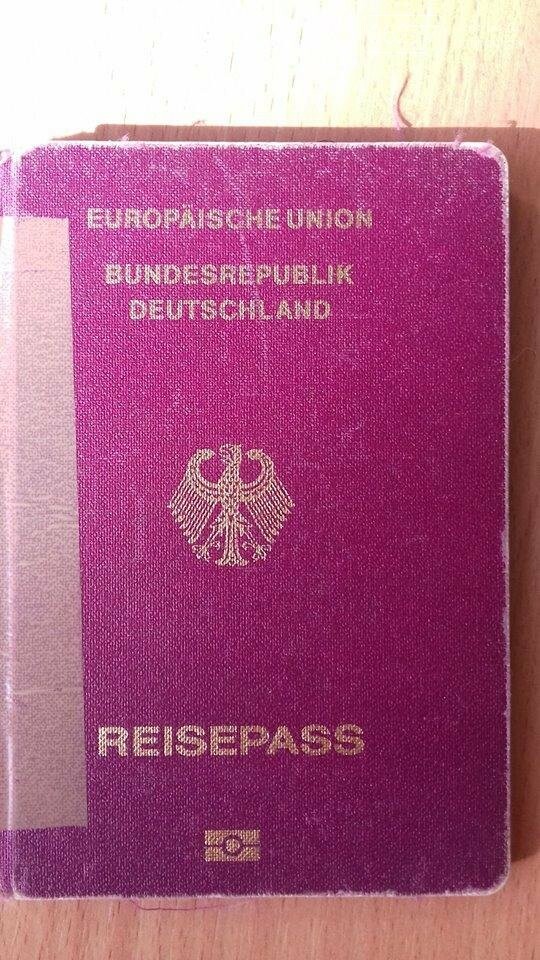 EUROPÄISCHE UNION
BUNDESREPUBLIK
DEUTSCHLAND
REISEPASS